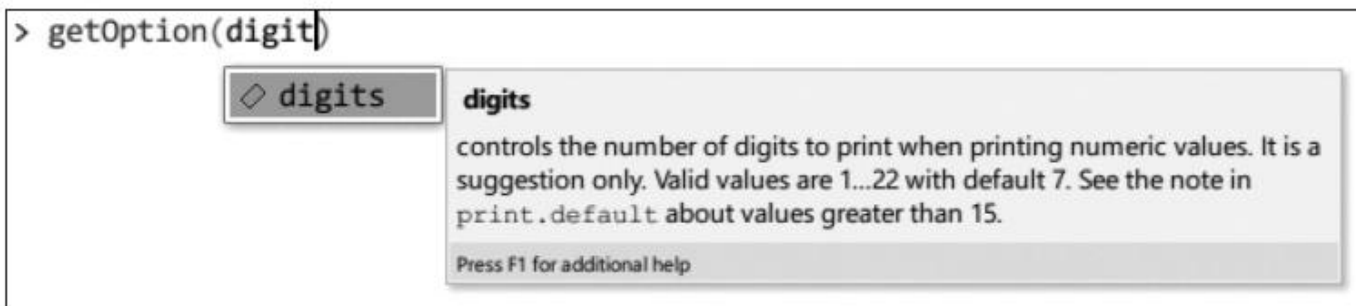 > getOption(digit)
digits
digits
controls the number of digits to print when printing numeric values. It is a
suggestion only. Valid values are 1...22 with default 7. See the note in
print.default about values greater than 15.
Press F1 for additional help